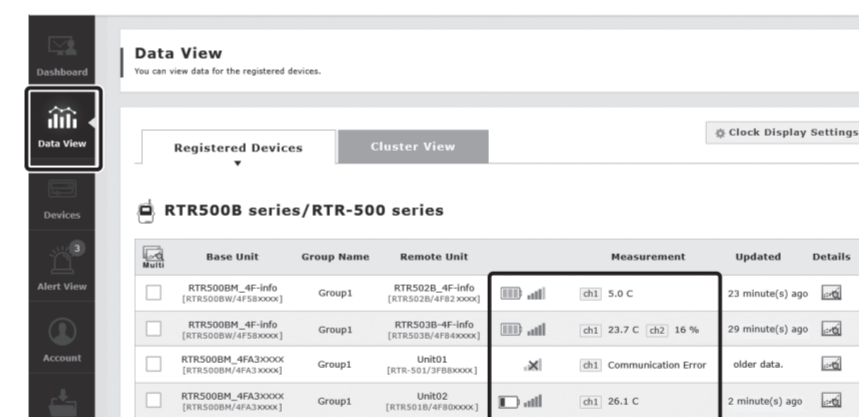 Dashboard
Data View
Devices
3
Alert View
Account
Data View
You can view data for the registered devices.
Registered Devices
Cluster View
Clock Display Settings
RTR500B series/RTR-500 series
Multi Base Unit Group Name Remote Unit Measurement Updated Details
RTR500BM_4F-info Group1 RTR502B_4F-info ch1 5.0 C 23 minute(s) ago
[RTR500BW/4F58xxxx] [RTR502B/4F82xxxx]
RTR500BM_4F-info Group1 RTR503B-4F-info ch1 23.7 C ch2 16 % 29 minute(s) ago
[RTR500BW/4F58xxxx] [RTR503B/4F84xxxx]
RTR500BM_4FA3xxxx Group1 Unit01 ch1 Communication Error older data.
[RTR500BM/4FA3xxxx] [RTR-501/3FB8xxxx]
RTR500BM_4FA3xxxx Group1 Unit02 ch1 26.1 C 2 minute(s) ago
[RTR500BM/4FA3xxxx] [RTR501B/4F80xxxx]